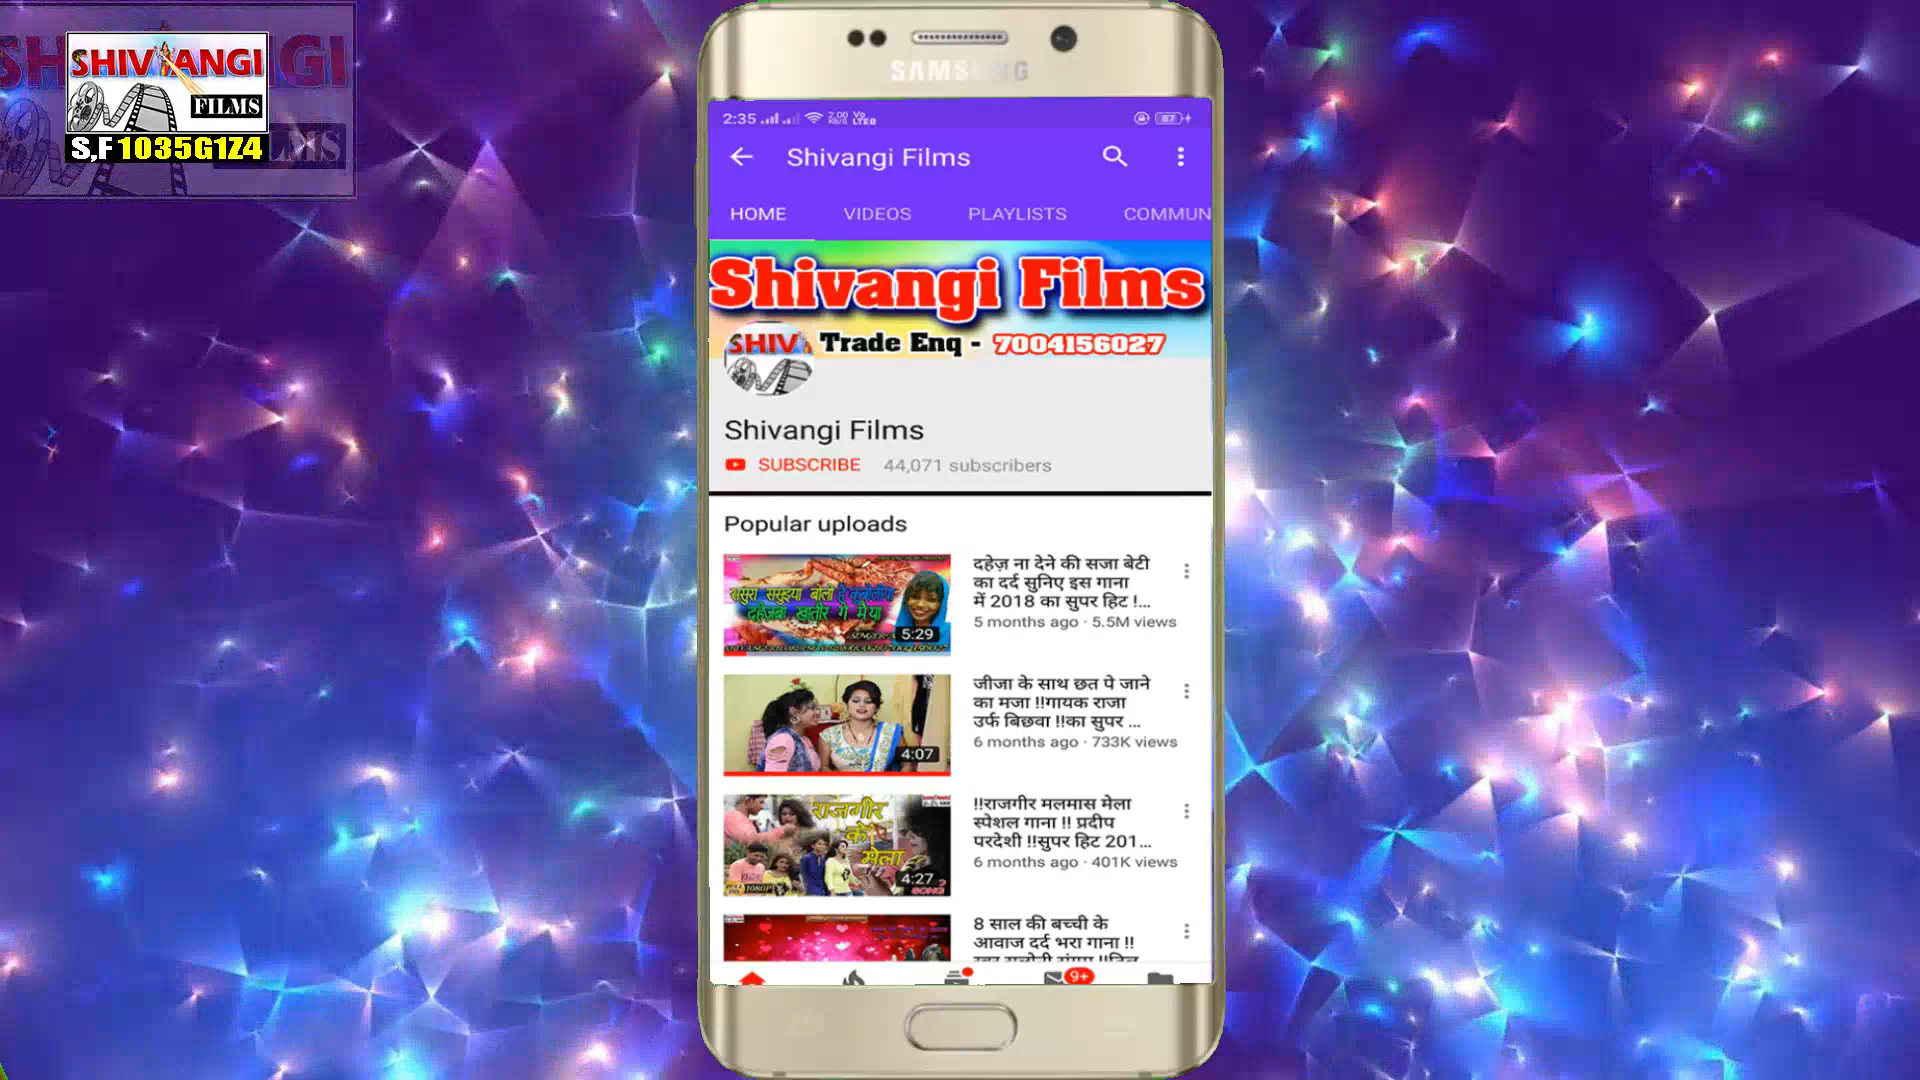 SHIVANGI
FILMS
S,F 1035G1Z4
SAMSUNG
2:35
Shivangi Films
HOME VIDEOS PLAYLISTS COMMUN
Shivangi Films
SHIV
Trade Enq - 7004156027
Shivangi Films
SUBSCRIBE 44,071 subscribers
Popular uploads
दहेज़ ना देने की सजा बेटी
का दर्द सुनिए इस गाना
में 2018 का सुपर हिट !...
5 months ago · 5.5M views
5:29
जीजा के साथ छत पे जाने
का मजा !!गायक राजा
उर्फ बिछवा !!का सुपर ...
6 months ago · 733K views
4:07
राजगीर
के
मेला
4:27
!!राजगीर मलमास मेला
स्पेशल गाना !! प्रदीप
परदेशी !!सुपर हिट 201...
6 months ago · 401K views
8 साल की बच्ची के
आवाज दर्द भरा गाना !!
9+